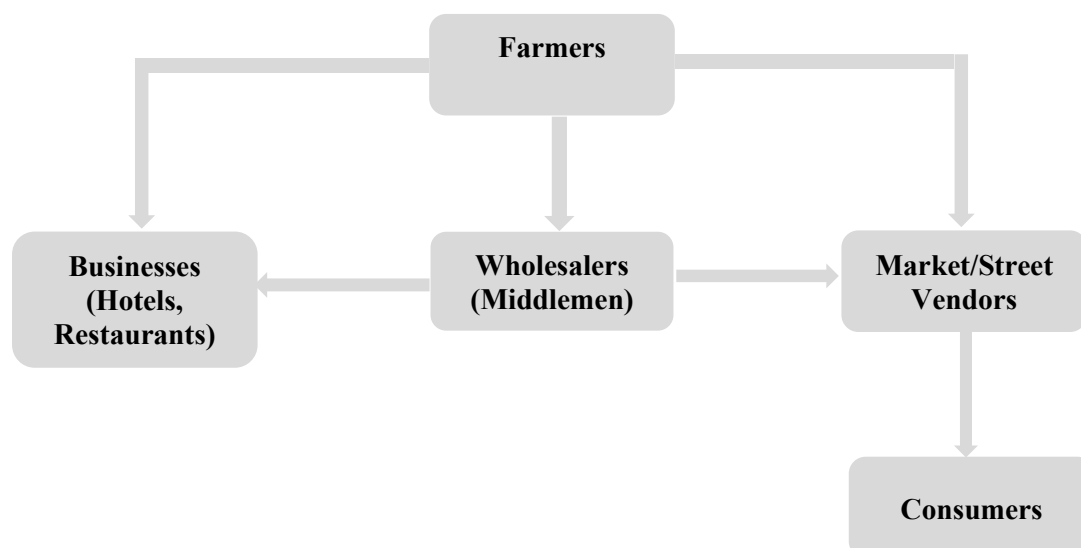 Farmers
Businesses
(Hotels,
Restaurants)
Wholesalers
(Middlemen)
Market/Street
Vendors
Consumers